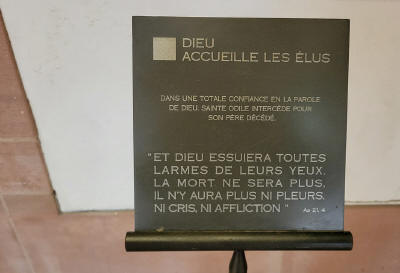 DIEU
ACCUEILLE LES ÉLUS
DANS UNE TOTALE CONFIANCE EN LA PAROLE
DE DIEU, SAINTE ODILE INTERCÈDE POUR
SON PÈRE DÉCÉDÉ.
"ET DIEU ESSUIERA TOUTES
LARMES DE LEURS YEUX.
LA MORT NE SERA PLUS,
IL N'Y AURA PLUS NI PLEURS,
NI CRIS, NI AFFLICTION" Ap 21, 4